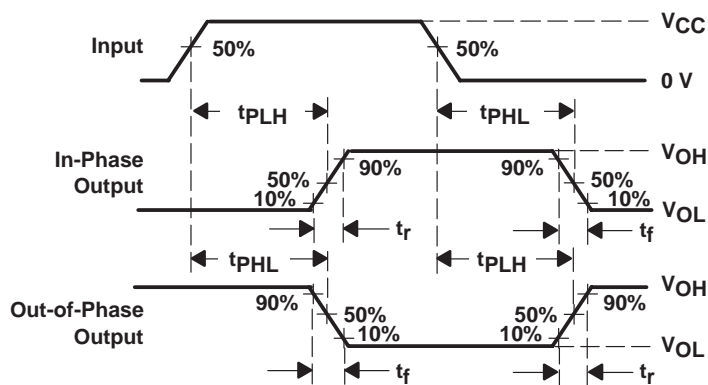 VCC
Input
50%
50%
0 V
tPLH
tPHL
In-Phase
Output
VOH
90%
90%
50%
50%
10%
10%
VOL
tr
tf
tPHL
tPLH
Out-of-Phase
Output
VOH
90%
90%
50%
50%
10%
10%
VOL
tf
tr